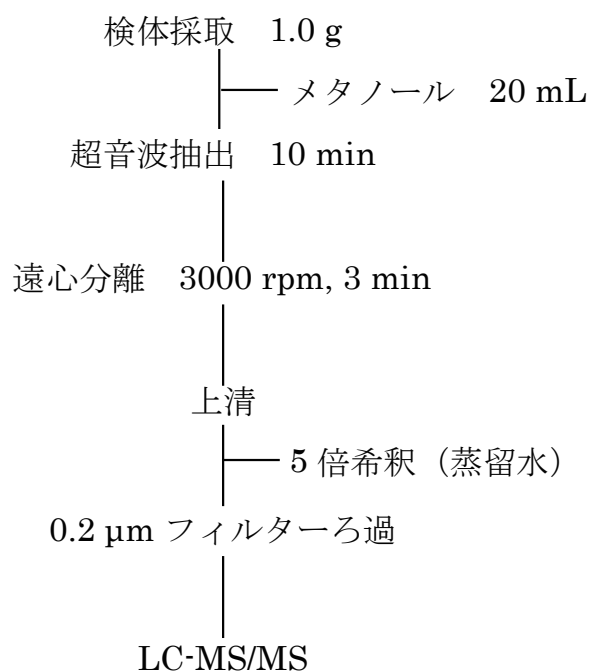 検体採取　1.0 g
メタノール　20 mL
超音波抽出　10 min
遠心分離　3000 rpm, 3 min
上清
5 倍希釈（蒸留水）
0.2 µm フィルターろ過
LC-MS/MS